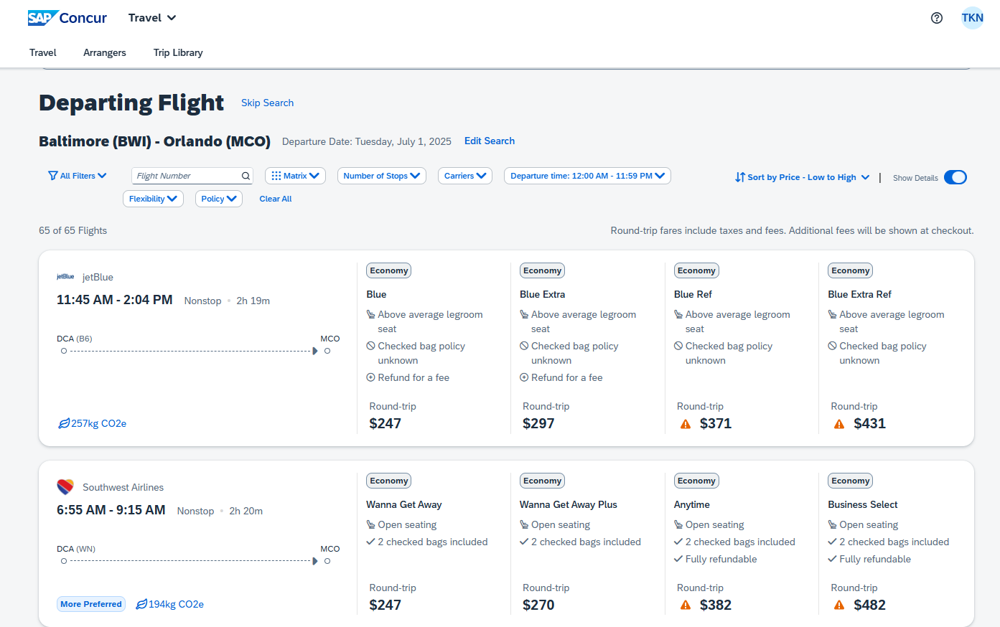 SAP Concur Travel TKN
Travel Arrangers Trip Library
Departing Flight Skip Search
Baltimore (BWI) - Orlando (MCO) Departure Date: Tuesday, July 1, 2025 Edit Search
All Filters Flight Number Matrix Number of Stops Carriers Departure time: 12:00 AM - 11:59 PM Sort by Price - Low to High | Show Details
Flexibility Policy Clear All
65 of 65 Flights Round-trip fares include taxes and fees. Additional fees will be shown at checkout.
jetBlue jetBlue
11:45 AM - 2:04 PM Nonstop • 2h 19m
DCA (B6) MCO
257kg CO2e
Economy
Blue
Above average legroom
seat
Checked bag policy
unknown
Refund for a fee
Round-trip
$247
Economy
Blue Extra
Above average legroom
seat
Checked bag policy
unknown
Refund for a fee
Round-trip
$297
Economy
Blue Ref
Above average legroom
seat
Checked bag policy
unknown
Round-trip
$371
Economy
Blue Extra Ref
Above average legroom
seat
Checked bag policy
unknown
Round-trip
$431
Southwest Airlines
6:55 AM - 9:15 AM Nonstop • 2h 20m
DCA (WN) MCO
More Preferred 194kg CO2e
Economy
Wanna Get Away
Open seating
2 checked bags included
Round-trip
$247
Economy
Wanna Get Away Plus
Open seating
2 checked bags included
Round-trip
$270
Economy
Anytime
Open seating
2 checked bags included
Fully refundable
Round-trip
$382
Economy
Business Select
Open seating
2 checked bags included
Fully refundable
Round-trip
$482